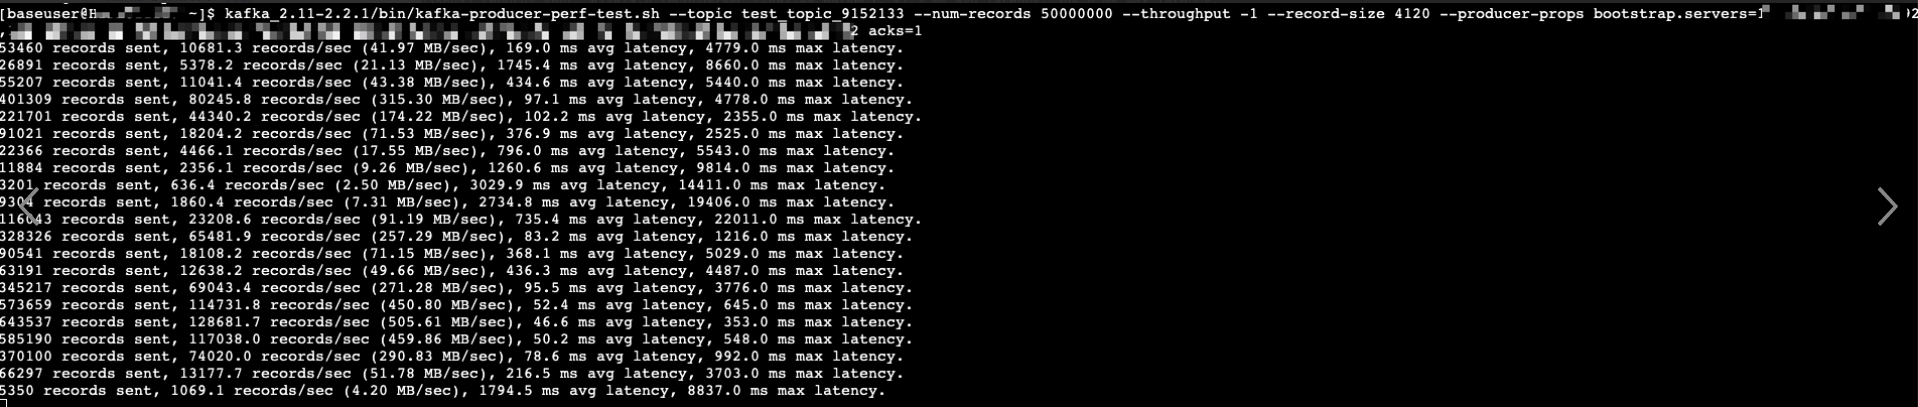 [baseuser@ ~]$ kafka_2.11-2.2.1/bin/kafka-producer-perf-test.sh --topic test_topic_9152133 --num-records 50000000 --throughput -1 --record-size 4120 --producer-props bootstrap.servers=
acks=1
53460 records sent, 10681.3 records/sec (41.97 MB/sec), 169.0 ms avg latency, 4779.0 ms max latency.
26891 records sent, 5378.2 records/sec (21.13 MB/sec), 1745.4 ms avg latency, 8660.0 ms max latency.
55207 records sent, 11041.4 records/sec (43.38 MB/sec), 434.6 ms avg latency, 5440.0 ms max latency.
401309 records sent, 80245.8 records/sec (315.30 MB/sec), 97.1 ms avg latency, 4778.0 ms max latency.
221701 records sent, 44340.2 records/sec (174.22 MB/sec), 102.2 ms avg latency, 2355.0 ms max latency.
91021 records sent, 18204.2 records/sec (71.53 MB/sec), 376.9 ms avg latency, 2525.0 ms max latency.
22366 records sent, 4466.1 records/sec (17.55 MB/sec), 796.0 ms avg latency, 5543.0 ms max latency.
11884 records sent, 2356.1 records/sec (9.26 MB/sec), 1260.6 ms avg latency, 9814.0 ms max latency.
3201 records sent, 636.4 records/sec (2.50 MB/sec), 3029.9 ms avg latency, 14411.0 ms max latency.
9304 records sent, 1860.4 records/sec (7.31 MB/sec), 2734.8 ms avg latency, 19406.0 ms max latency.
116043 records sent, 23208.6 records/sec (91.19 MB/sec), 735.4 ms avg latency, 22011.0 ms max latency.
328326 records sent, 65481.9 records/sec (257.29 MB/sec), 83.2 ms avg latency, 1216.0 ms max latency.
90541 records sent, 18108.2 records/sec (71.15 MB/sec), 368.1 ms avg latency, 5029.0 ms max latency.
63191 records sent, 12638.2 records/sec (49.66 MB/sec), 436.3 ms avg latency, 4487.0 ms max latency.
345217 records sent, 69043.4 records/sec (271.28 MB/sec), 95.5 ms avg latency, 3776.0 ms max latency.
573659 records sent, 114731.8 records/sec (450.80 MB/sec), 52.4 ms avg latency, 645.0 ms max latency.
643537 records sent, 128681.7 records/sec (505.61 MB/sec), 46.6 ms avg latency, 353.0 ms max latency.
585190 records sent, 117038.0 records/sec (459.86 MB/sec), 50.2 ms avg latency, 548.0 ms max latency.
370100 records sent, 74020.0 records/sec (290.83 MB/sec), 78.6 ms avg latency, 992.0 ms max latency.
66297 records sent, 13177.7 records/sec (51.78 MB/sec), 216.5 ms avg latency, 3703.0 ms max latency.
5350 records sent, 1069.1 records/sec (4.20 MB/sec), 1794.5 ms avg latency, 8837.0 ms max latency.